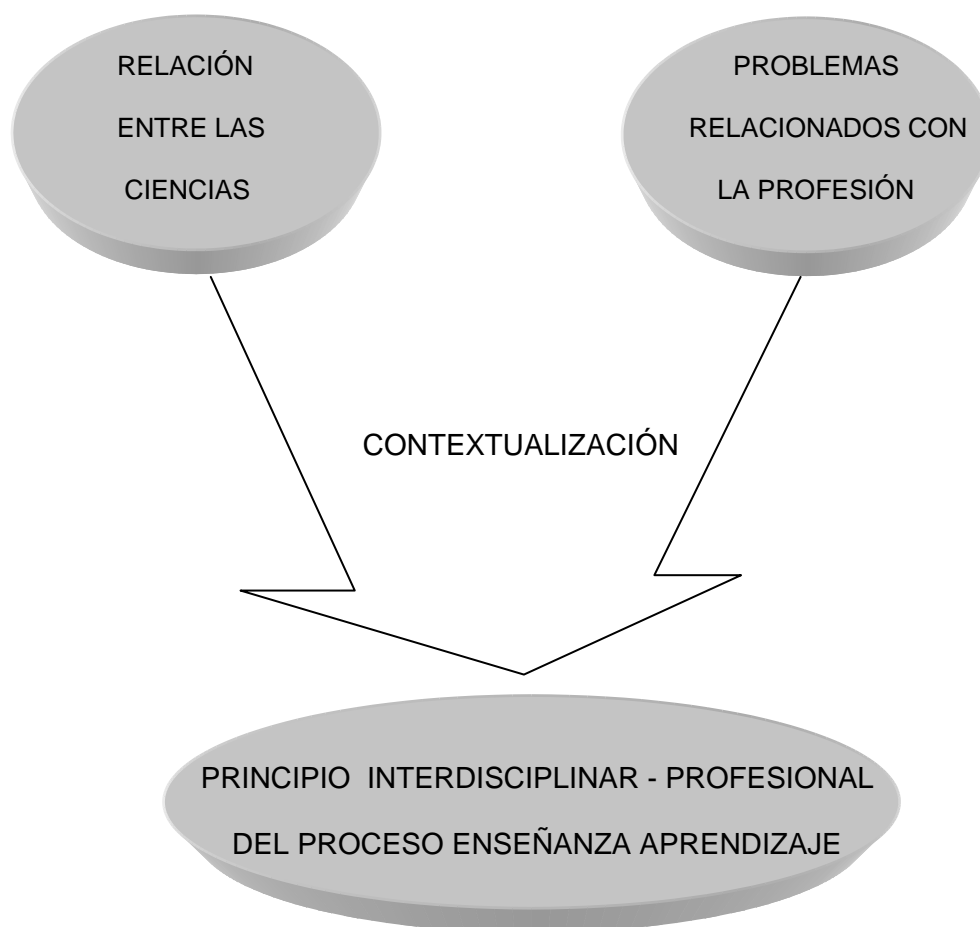 RELACIÓN
ENTRE LAS
CIENCIAS
PROBLEMAS
RELACIONADOS CON
LA PROFESIÓN
CONTEXTUALIZACIÓN
PRINCIPIO INTERDISCIPLINAR - PROFESIONAL
DEL PROCESO ENSEÑANZA APRENDIZAJE